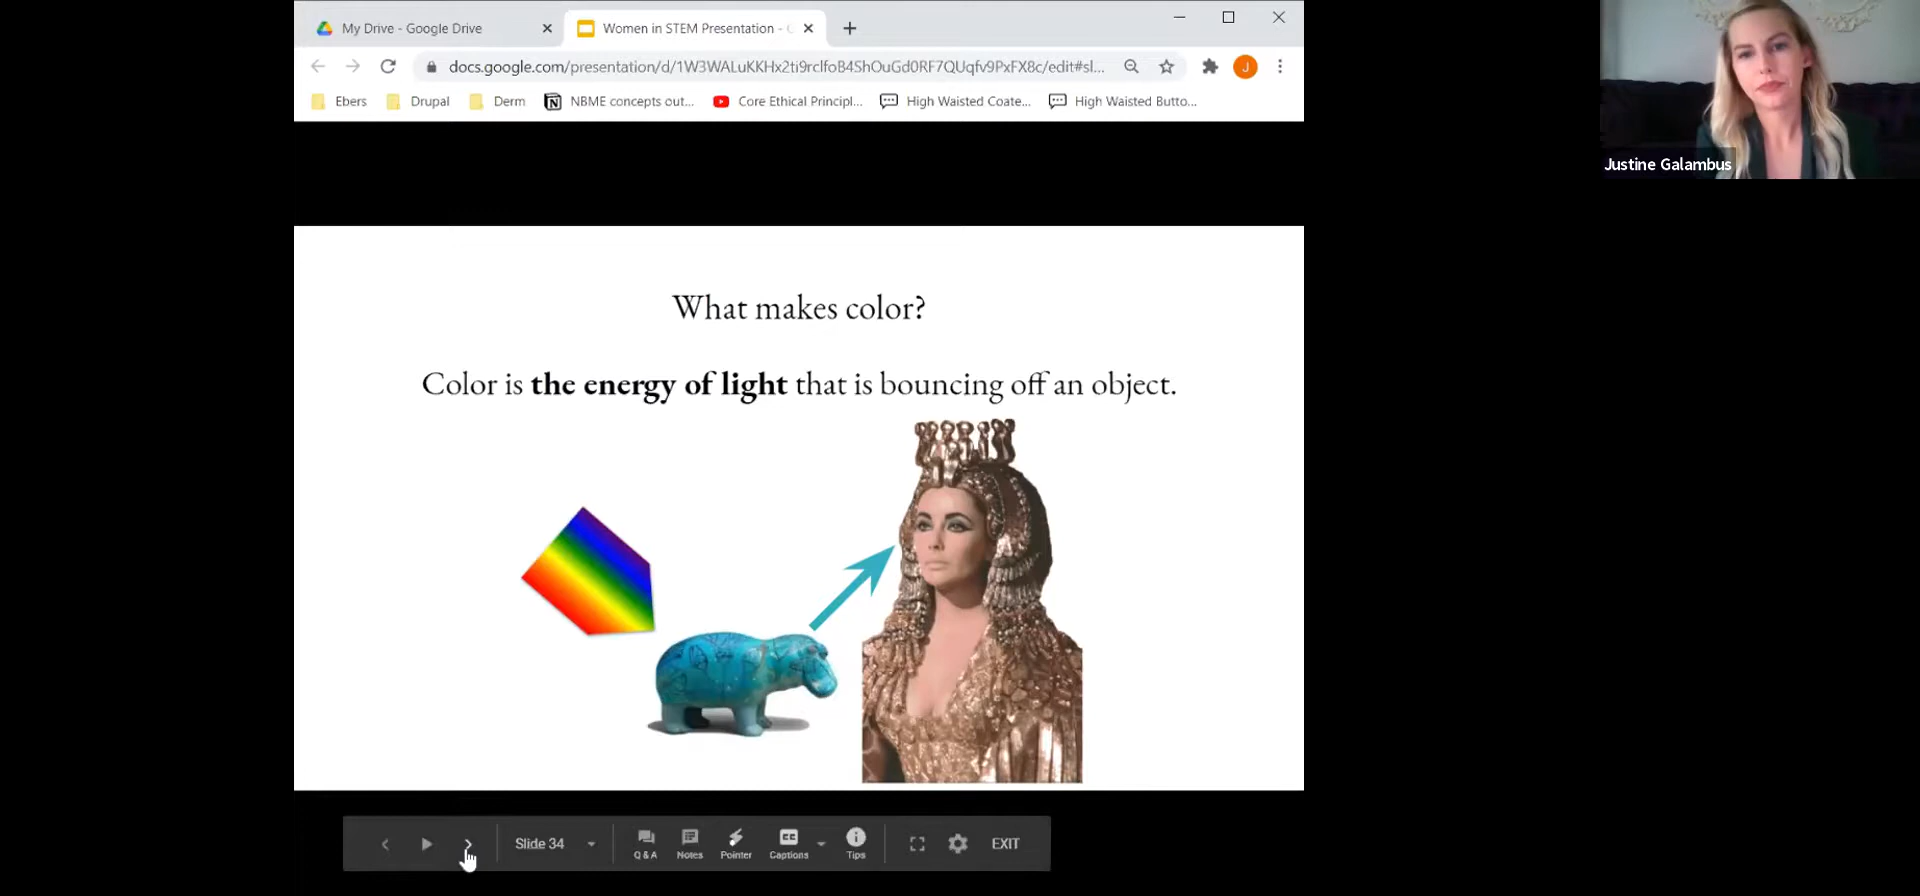 My Drive - Google Drive
Women in STEM Presentation -
docs.google.com/presentation/d/1W3WALuKKHx2ti9rclfoB4ShOuGd0RF7QUqfv9PxFX8c/edit#sl...
J
Ebers
Drupal
Derm
NBME concepts out...
Core Ethical Principl...
High Waisted Coate...
High Waisted Butto...
Justine Galambus
What makes color?
Color is the energy of light that is bouncing off an object.
Slide 34
Q & A
Notes
Pointer
CC
Captions
Tips
EXIT